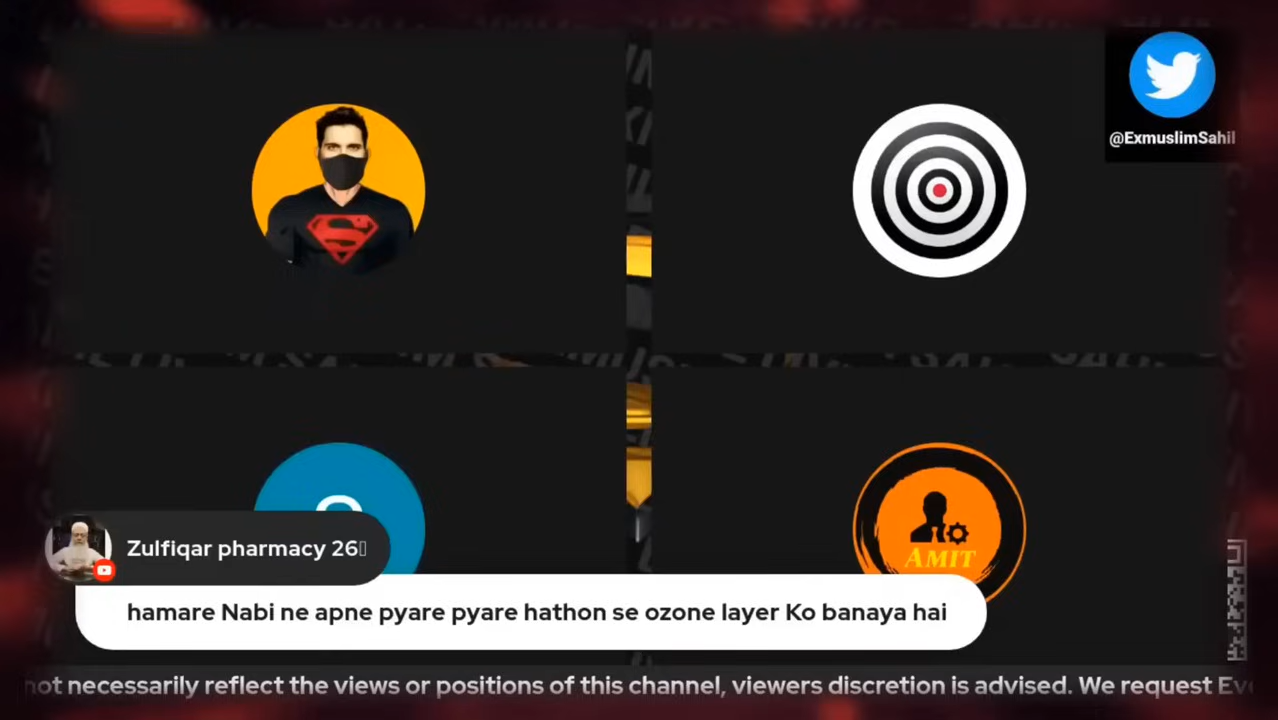 @ExmuslimSahil
AMIT
Zulfiqar pharmacy 26
hamare Nabi ne apne pyare pyare hathon se ozone layer Ko banaya hai
not necessarily reflect the views or positions of this channel, viewers discretion is advised. We request